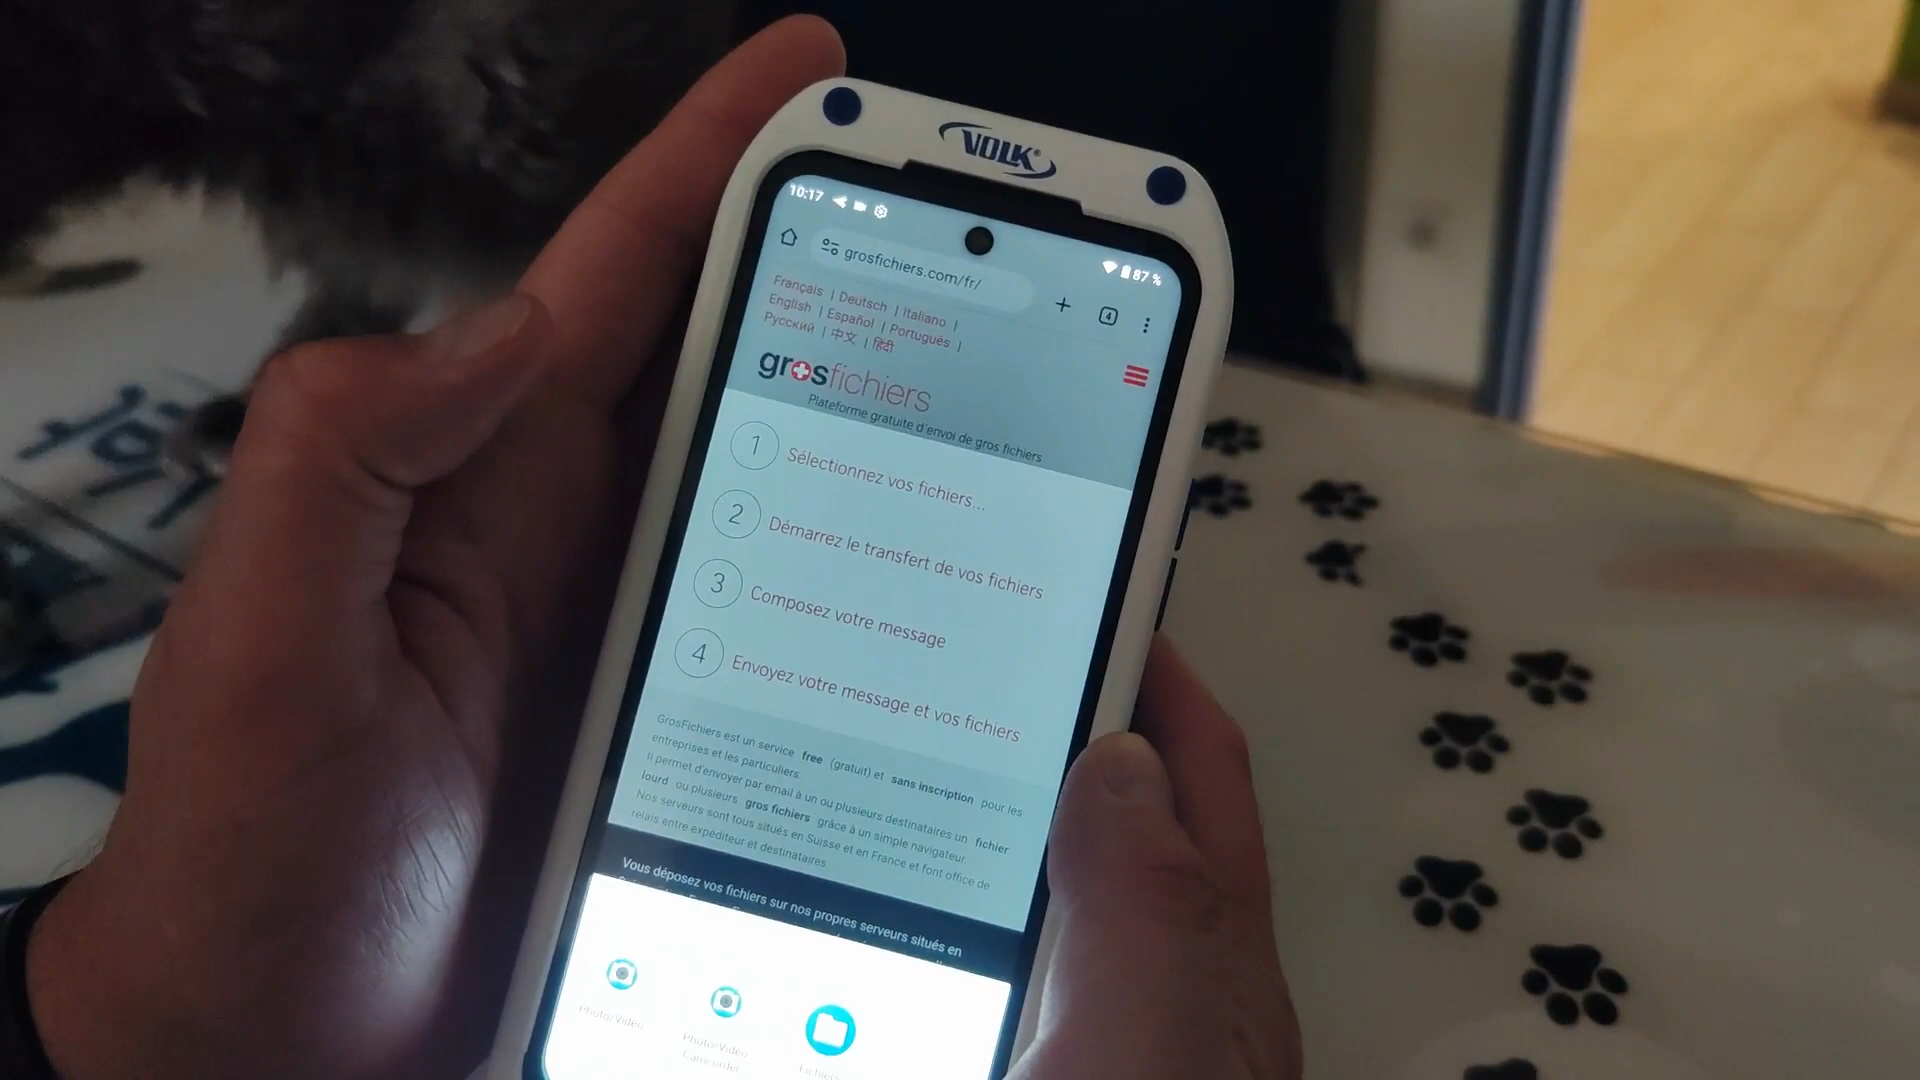 VOLK®
10:17
87 %
grosfichiers.com/fr/
4
Français | Deutsch | Italiano |
English | Español | Português |
Русский | 中文 | हिंदी
grosfichiers
Plateforme gratuite d'envoi de gros fichiers
1 Sélectionnez vos fichiers...
2 Démarrez le transfert de vos fichiers
3 Composez votre message
4 Envoyez votre message et vos fichiers
GrosFichiers est un service free (gratuit) et sans inscription pour les
entreprises et les particuliers.
Il permet d'envoyer par email à un ou plusieurs destinataires un fichier
lourd ou plusieurs gros fichiers grâce à un simple navigateur.
Nos serveurs sont tous situés en Suisse et en France et font office de
relais entre expéditeur et destinataires
Vous déposez vos fichiers sur nos propres serveurs situés en
Photo/Vidéo
Photo/Vidéo
Camcorder
Fichiers